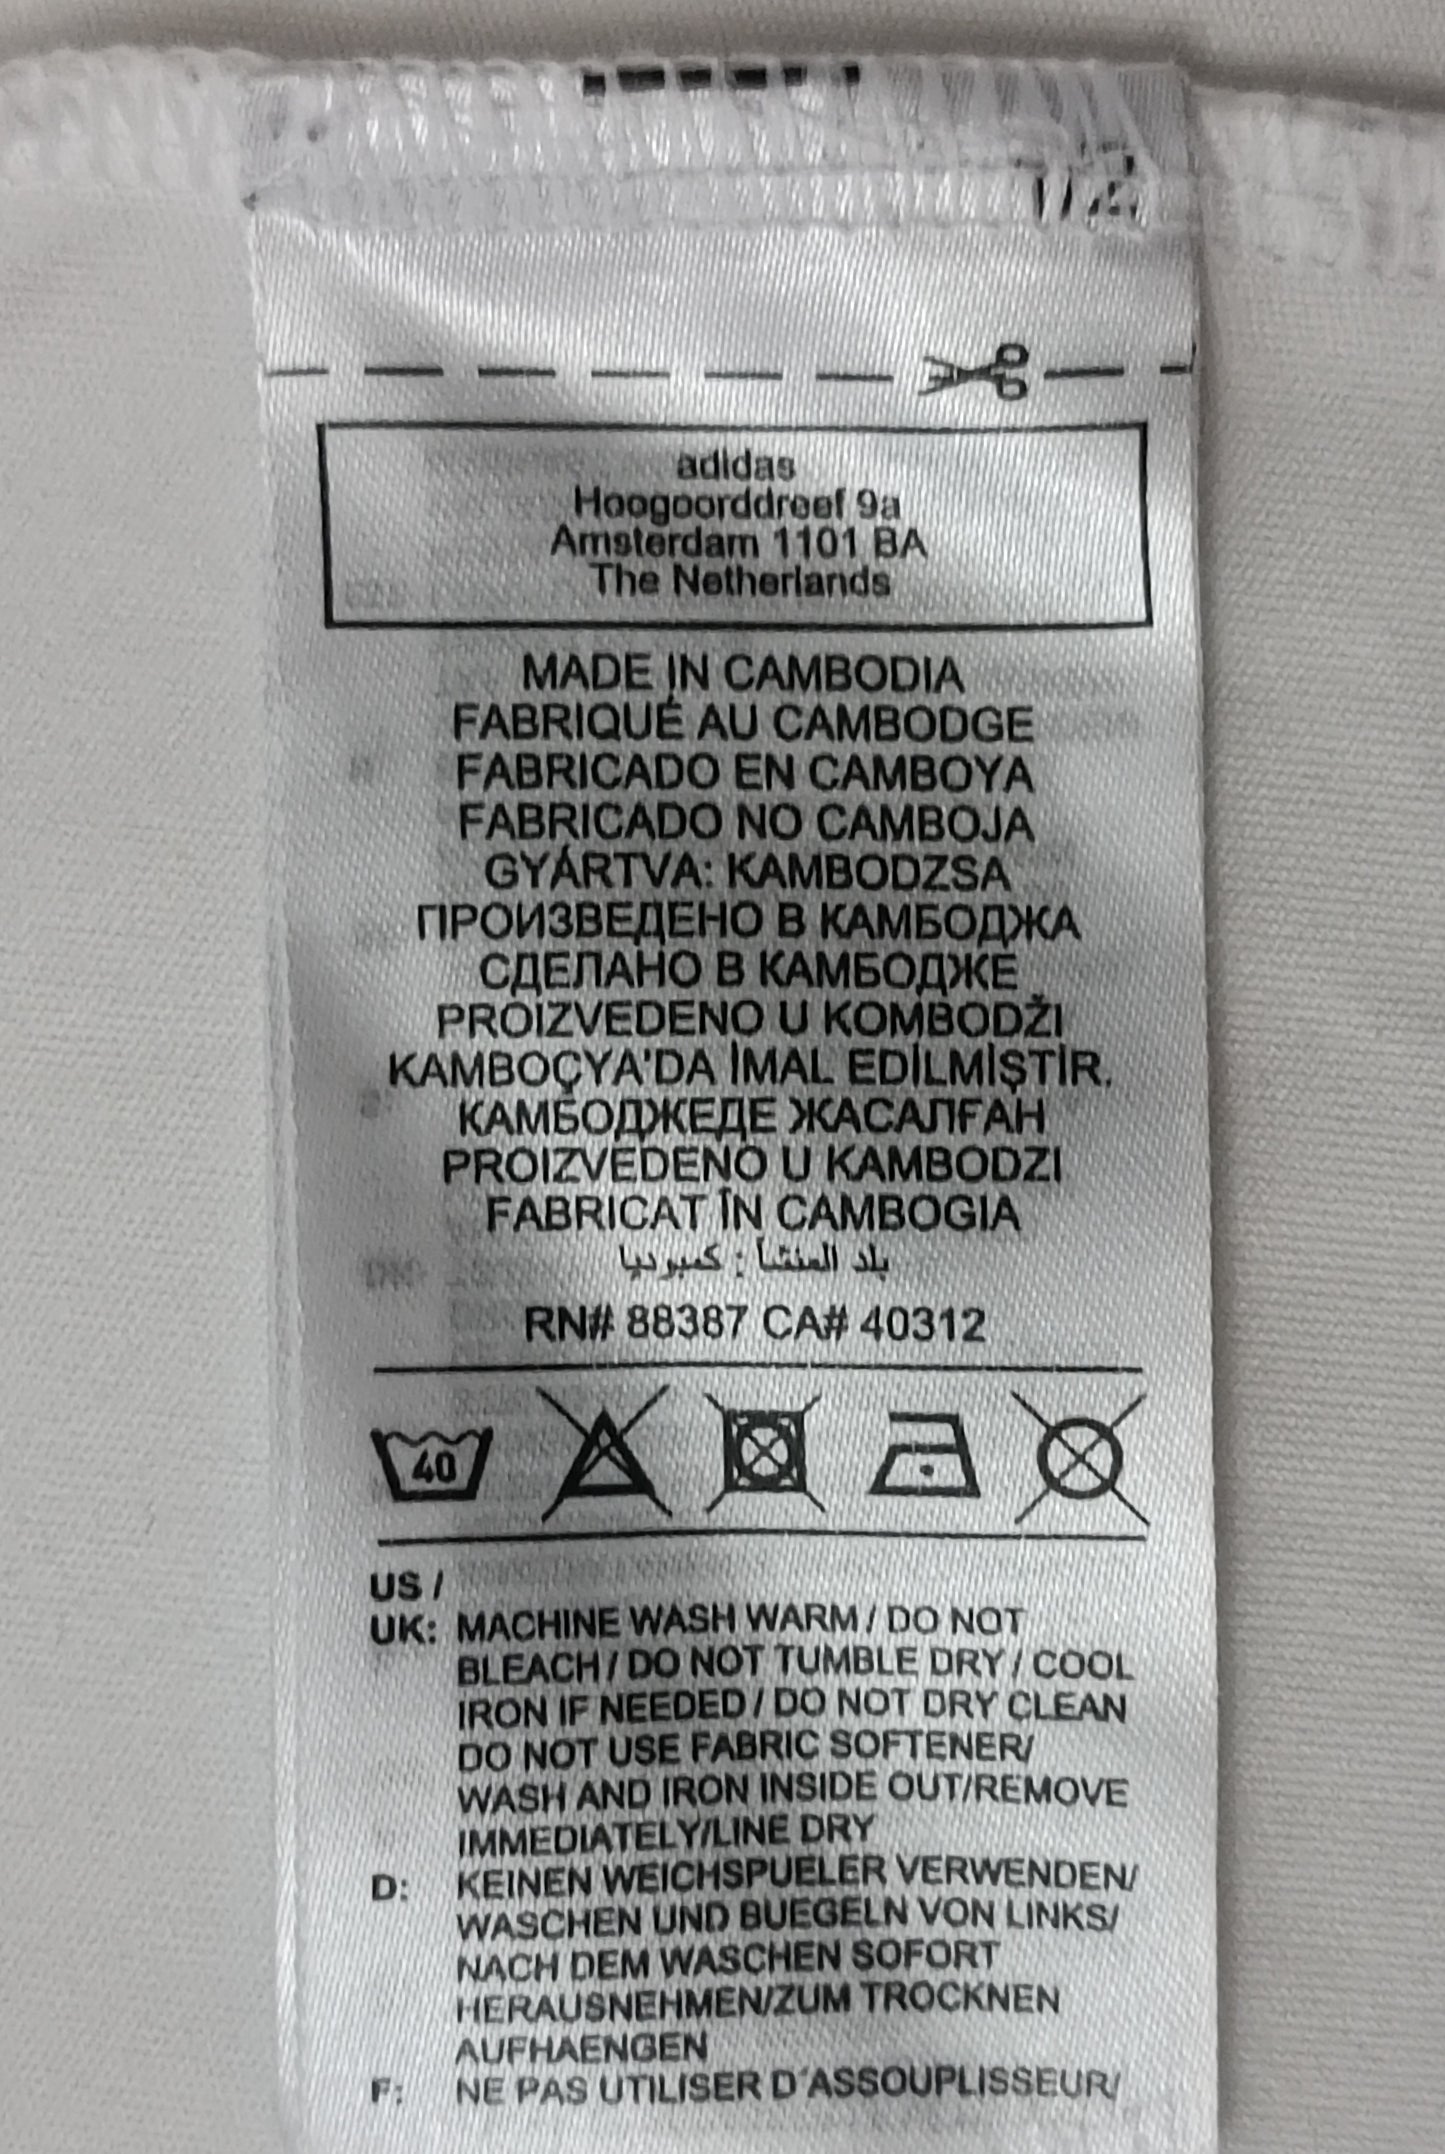 adidas
Hoogoorddreef 9a
Amsterdam 1101 BA
The Netherlands
MADE IN CAMBODIA
FABRIQUÉ AU CAMBODGE
FABRICADO EN CAMBOYA
FABRICADO NO CAMBOJA
GYÁRTVA: KAMBODZSA
ПРОИЗВЕДЕНО В КАМБОДЖА
СДЕЛАНО В КАМБОДЖЕ
PROIZVEDENO U KOMBODŽI
KAMBOÇYA'DA İMAL EDİLMİŞTİR.
КАМБОДЖЕДЕ ЖАСАЛҒАН
PROIZVEDENO U KAMBODZI
FABRICAT ÎN CAMBOGIA
بلد المنشأ : كمبوديا
RN# 88387 CA# 40312
40
US /
UK: MACHINE WASH WARM / DO NOT
BLEACH / DO NOT TUMBLE DRY / COOL
IRON IF NEEDED / DO NOT DRY CLEAN
DO NOT USE FABRIC SOFTENER/
WASH AND IRON INSIDE OUT/REMOVE
IMMEDIATELY/LINE DRY
D: KEINEN WEICHSPUELER VERWENDEN/
WASCHEN UND BUEGELN VON LINKS/
NACH DEM WASCHEN SOFORT
HERAUSNEHMEN/ZUM TROCKNEN
AUFHAENGEN
F: NE PAS UTILISER D´ASSOUPLISSEUR/